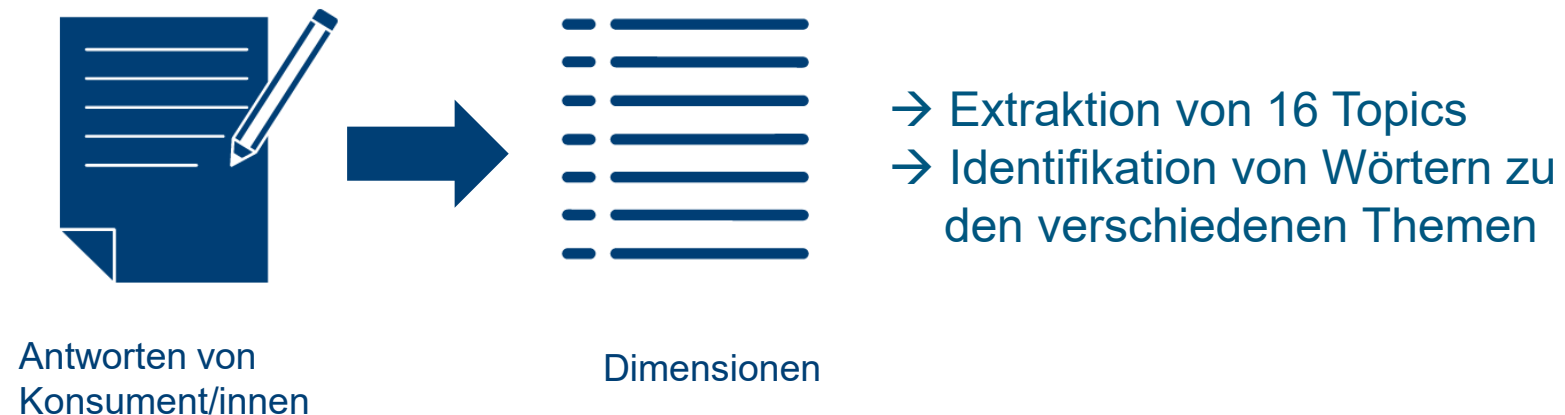 → Extraktion von 16 Topics
→ Identifikation von Wörtern zu
den verschiedenen Themen
Antworten von
Konsument/innen
Dimensionen